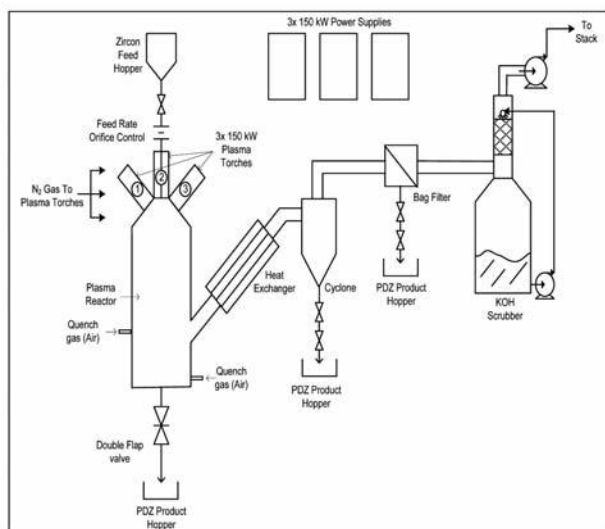 3x 150 kW Power Supplies
To
Stack
Zircon
Feed
Hopper
Feed Rate
Orifice Control
3x 150 kW
Plasma
Torches
N₂ Gas To
Plasma Torches
1
2
3
Bag Filter
PDZ Product
Hopper
Heat
Exchanger
Cyclone
Plasma
Reactor
KOH
Scrubber
Quench
gas (Air)
Quench
gas (Air)
PDZ Product
Hopper
Double Flap
valve
PDZ Product
Hopper